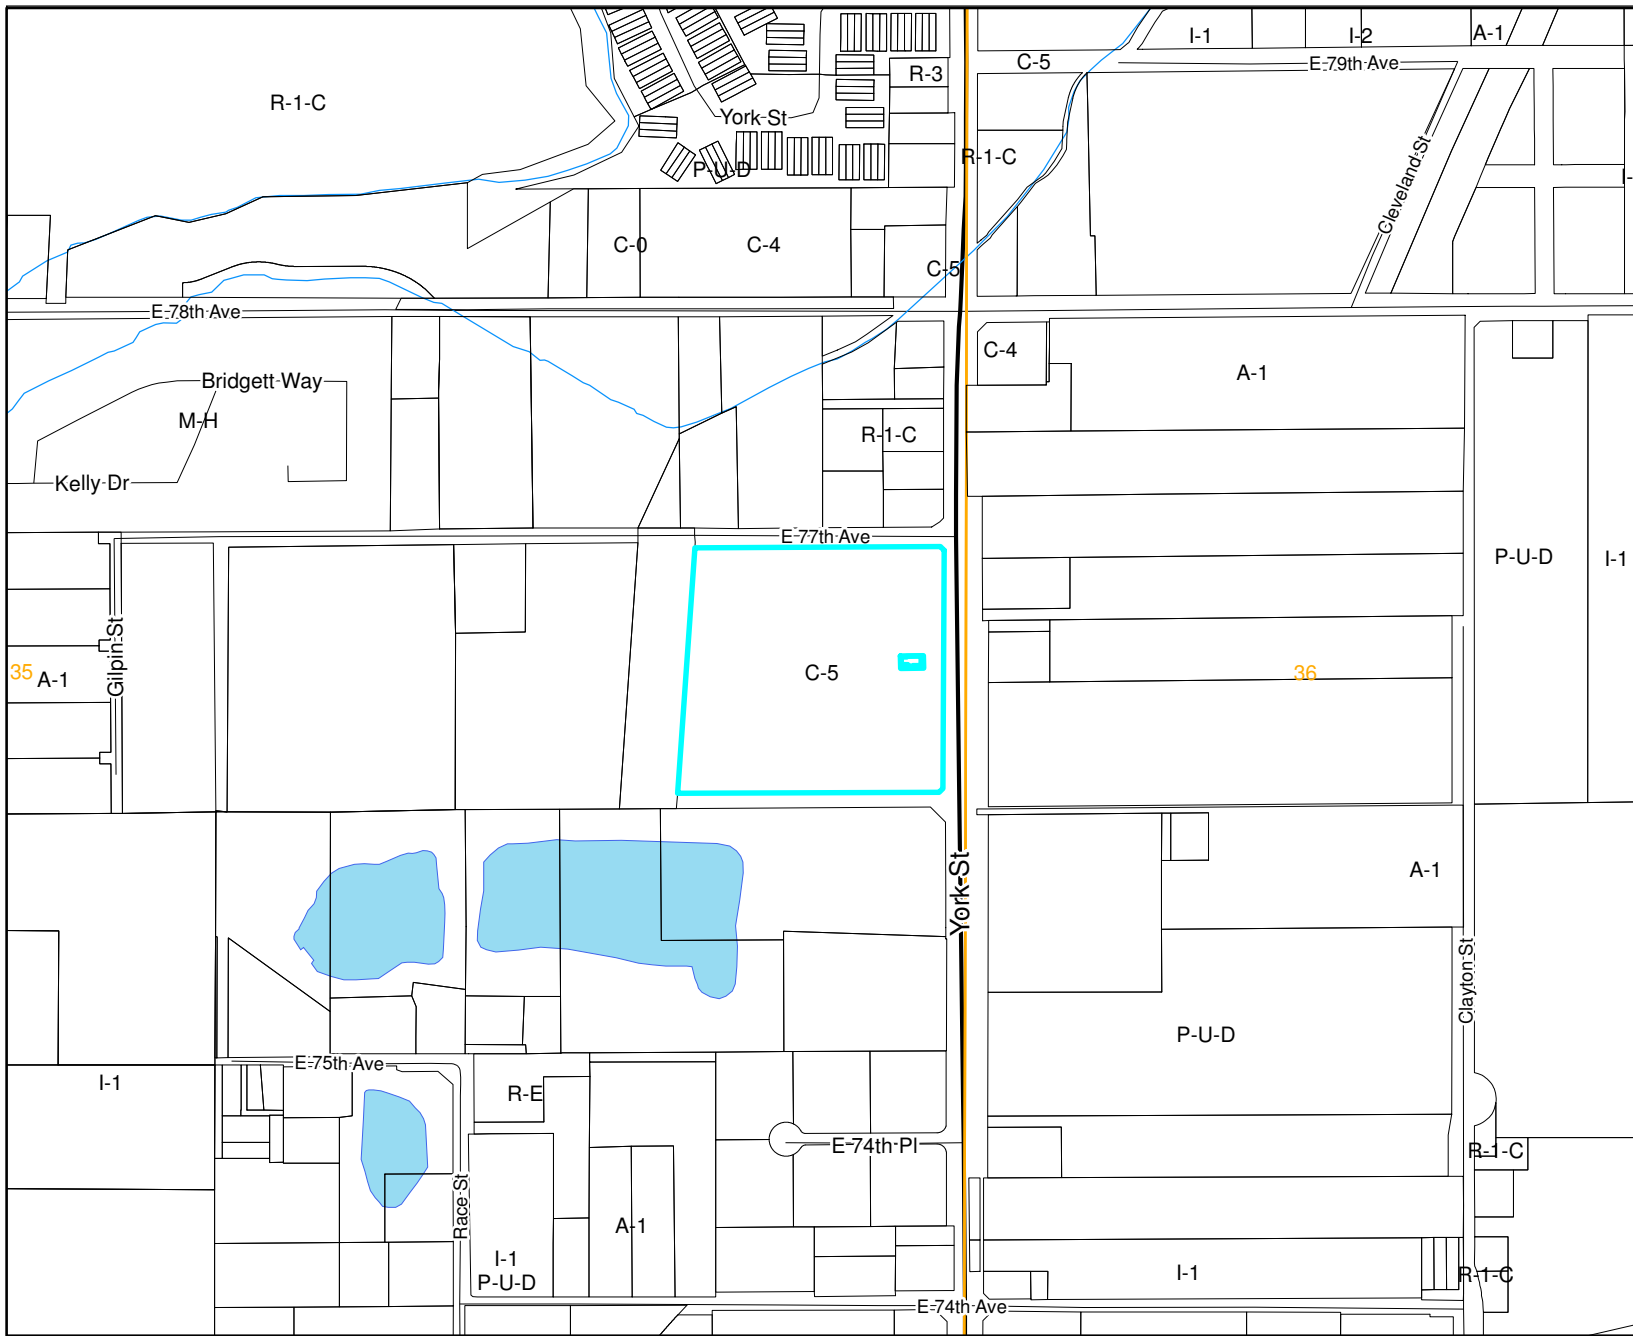 I-1
I-2
A-1
C-5
E 79th Ave
R-3
R-1-C
York St
R-1-C
P-U-D
Cleveland St
I-
C-0
C-4
C-5
E 78th Ave
C-4
A-1
Bridgett Way
M-H
R-1-C
Kelly Dr
E 77th Ave
P-U-D
I-1
Gilpin St
35
A-1
C-5
36
York St
A-1
Clayton St
P-U-D
E 75th Ave
I-1
R-E
E 74th Pl
R-1-C
Race St
A-1
I-1
P-U-D
I-1
R-1-C
E 74th Ave